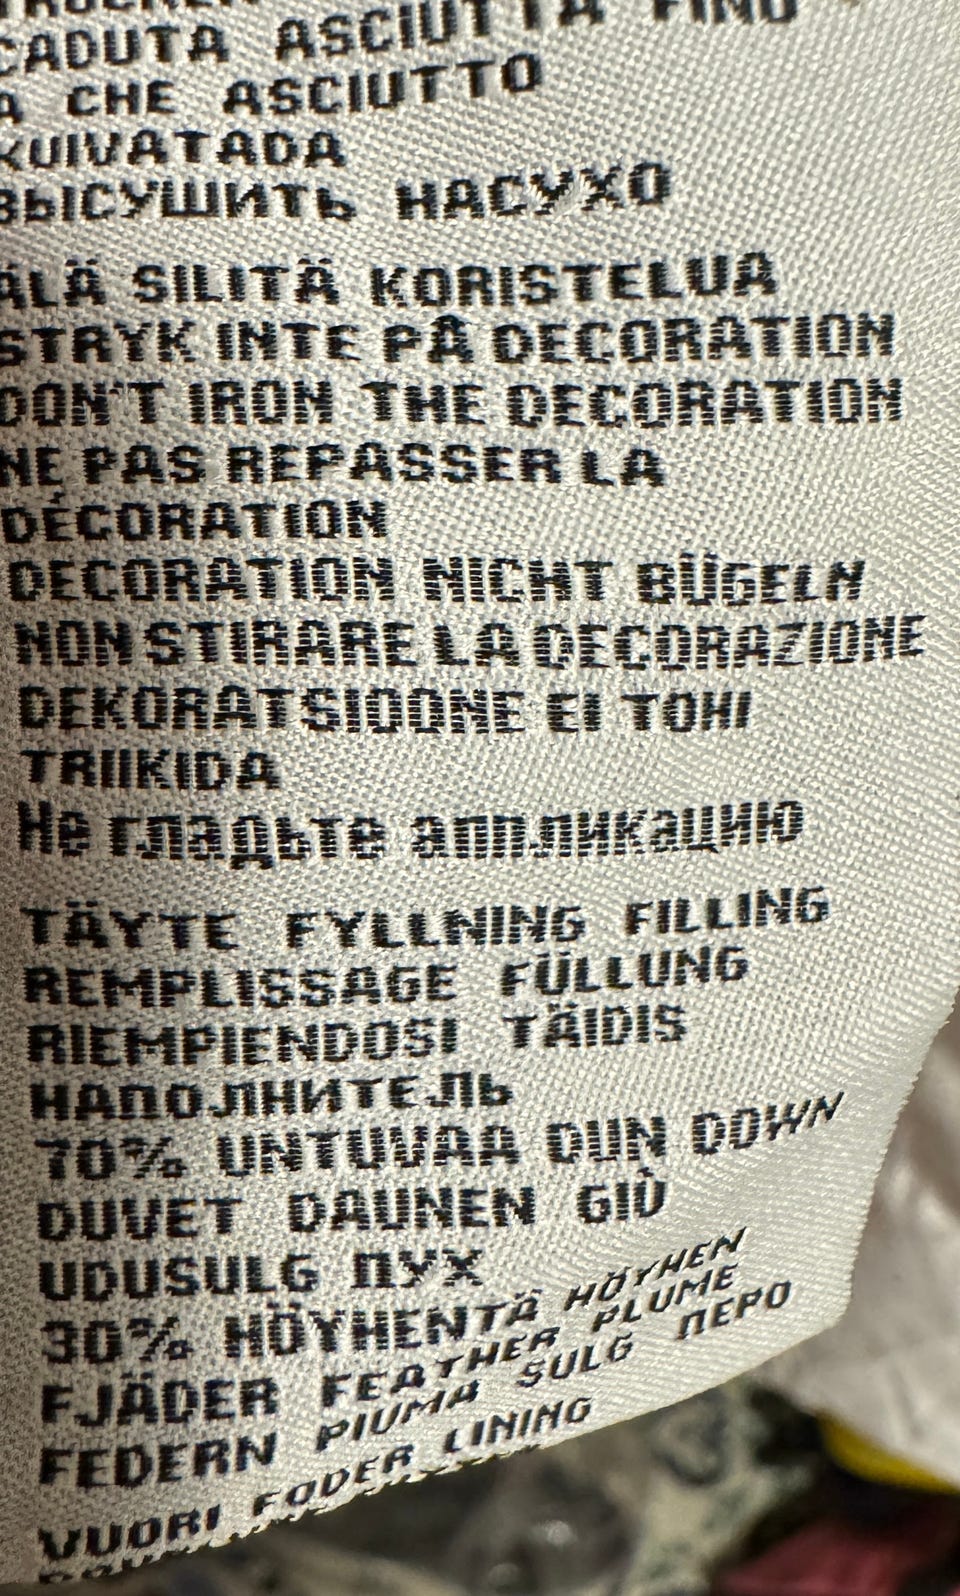 CADUTA ASCIUTTA FINO
A CHE ASCIUTTO
KUIVATADA
ВЫСУШИТЬ НАСУХО
ÄLÄ SILITÄ KORISTELUA
STRYK INTE PÅ DECORATION
DON'T IRON THE DECORATION
NE PAS REPASSER LA
DÉCORATION
DECORATION NICHT BÜGELN
NON STIRARE LA DECORAZIONE
DEKORATSIOONE EI TOHI
TRIIKIDA
Не гладьте аппликацию
TÄYTE FYLLNING FILLING
REMPLISSAGE FÜLLUNG
RIEMPIENDOSI TÄIDIS
НАПОЛНИТЕЛЬ
70% UNTUVAA DUN DOWN
DUVET DAUNEN GIÙ
UDUSULG ПУХ
30% HÖYHENTÄ HÖYHEN
FJÄDER FEATHER PLUME
FEDERN PIUMA SULG ПЕРО
VUORI FODER LINING